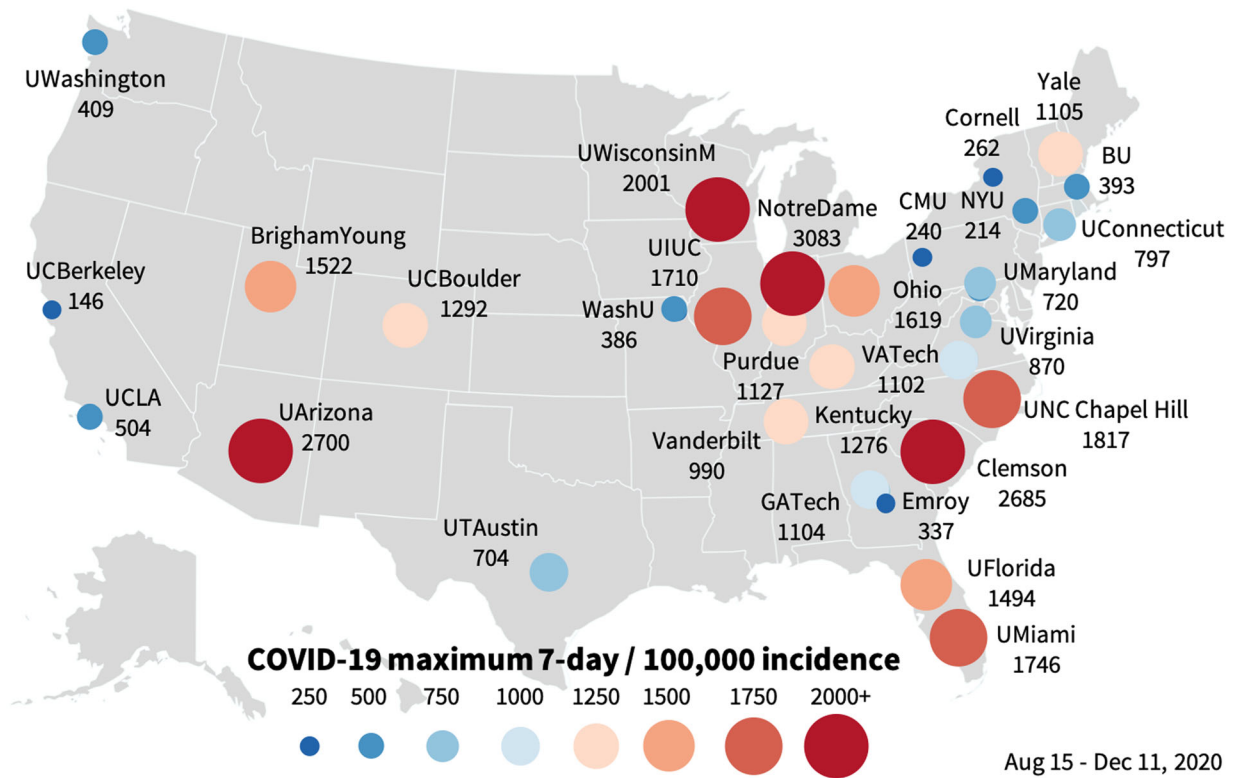 UWashington
409
Yale
1105
Cornell
262
BU
393
UWisconsinM
2001
NotreDame
3083
CMU
240
NYU
214
UConnecticut
797
BrighamYoung
1522
UIUC
1710
UCBerkeley
146
UCBoulder
1292
WashU
386
Ohio
1619
UMaryland
720
UVirginia
870
Purdue
1127
VATech
1102
UCLA
504
UArizona
2700
Vanderbilt
990
Kentucky
1276
UNC Chapel Hill
1817
Clemson
2685
GATech
1104
Emroy
337
UTAustin
704
UFlorida
1494
UMiami
1746
COVID-19 maximum 7-day / 100,000 incidence
250 500 750 1000 1250 1500 1750 2000+
Aug 15 - Dec 11, 2020